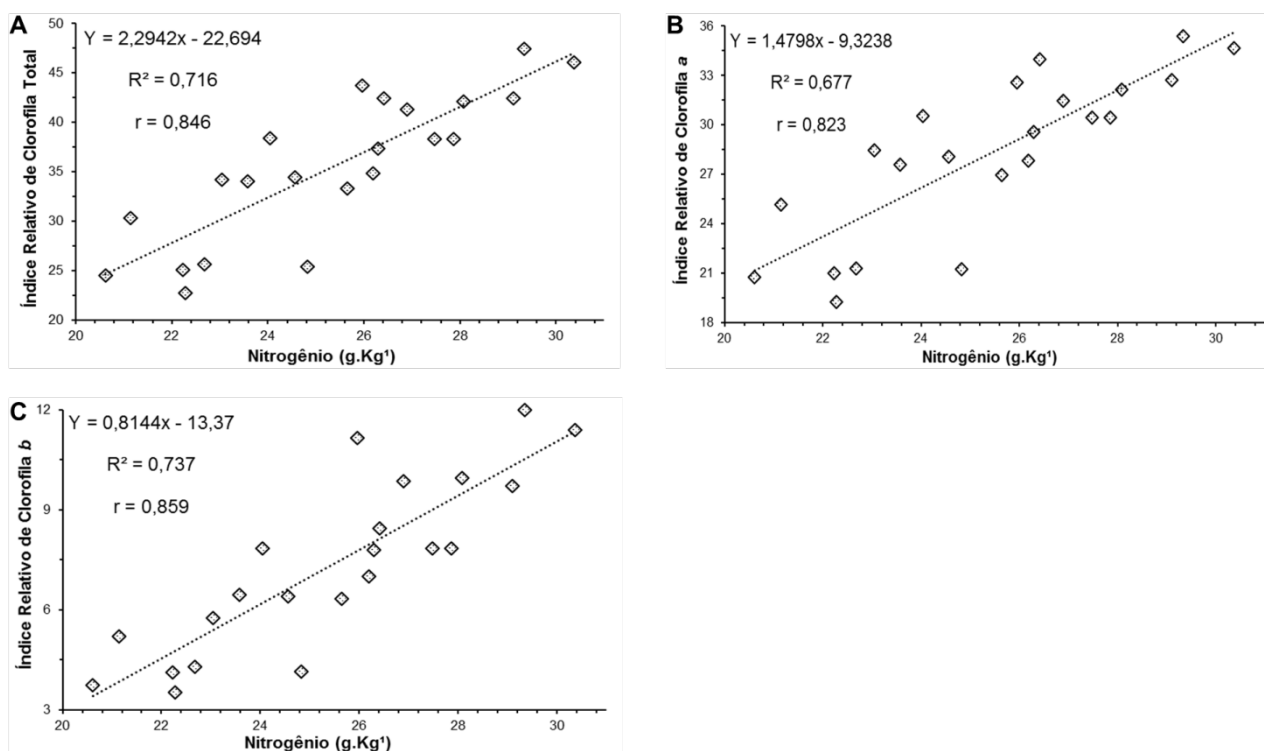 A
Y = 2,2942x - 22,694
R² = 0,716
r = 0,846
Índice Relativo de Clorofila Total
50
45
40
35
30
25
20
20 22 24 26 28 30
Nitrogênio (g.Kg¹)
B
Y = 1,4798x - 9,3238
R² = 0,677
r = 0,823
Índice Relativo de Clorofila a
36
33
30
27
24
21
18
20 22 24 26 28 30
Nitrogênio (g.Kg¹)
C
Y = 0,8144x - 13,37
R² = 0,737
r = 0,859
Índice Relativo de Clorofila b
12
9
6
3
20 22 24 26 28 30
Nitrogênio (g.Kg¹)